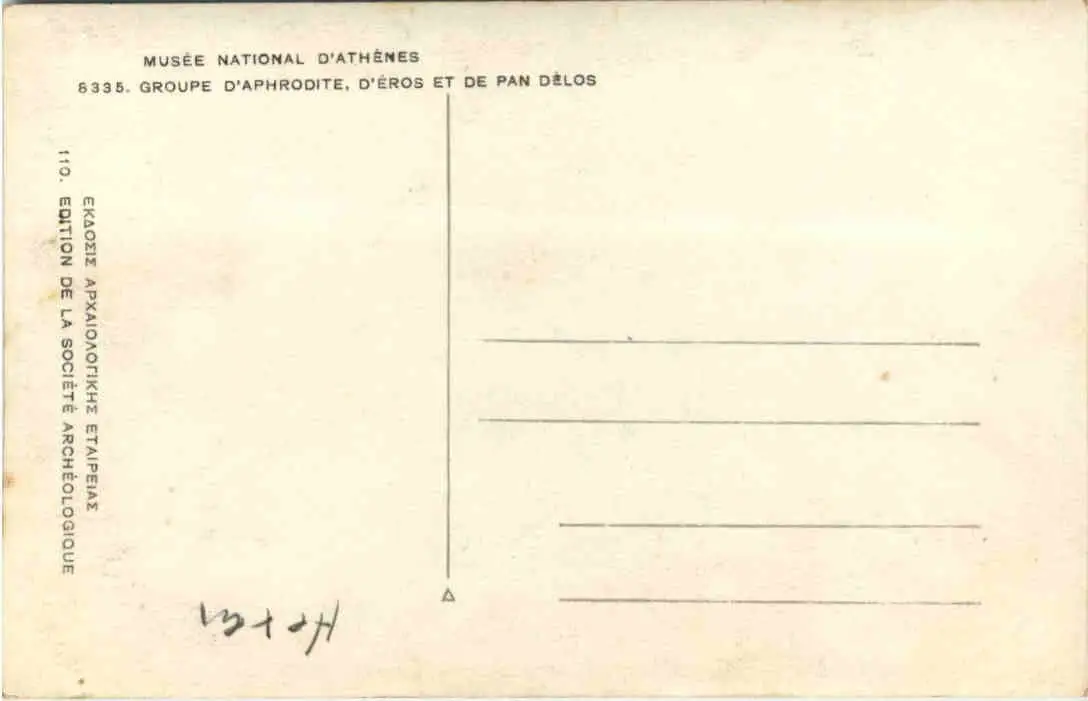 MUSÉE NATIONAL D'ATHÈNES
8335. GROUPE D'APHRODITE, D'ÉROS ET DE PAN DÈLOS
ΕΚΔΟΣΙΣ ΑΡΧΑΙΟΛΟΓΙΚΗΣ ΕΤΑΙΡΕΙΑΣ
110. EDITION DE LA SOCIÉTÉ ARCHÉOLOGIQUE